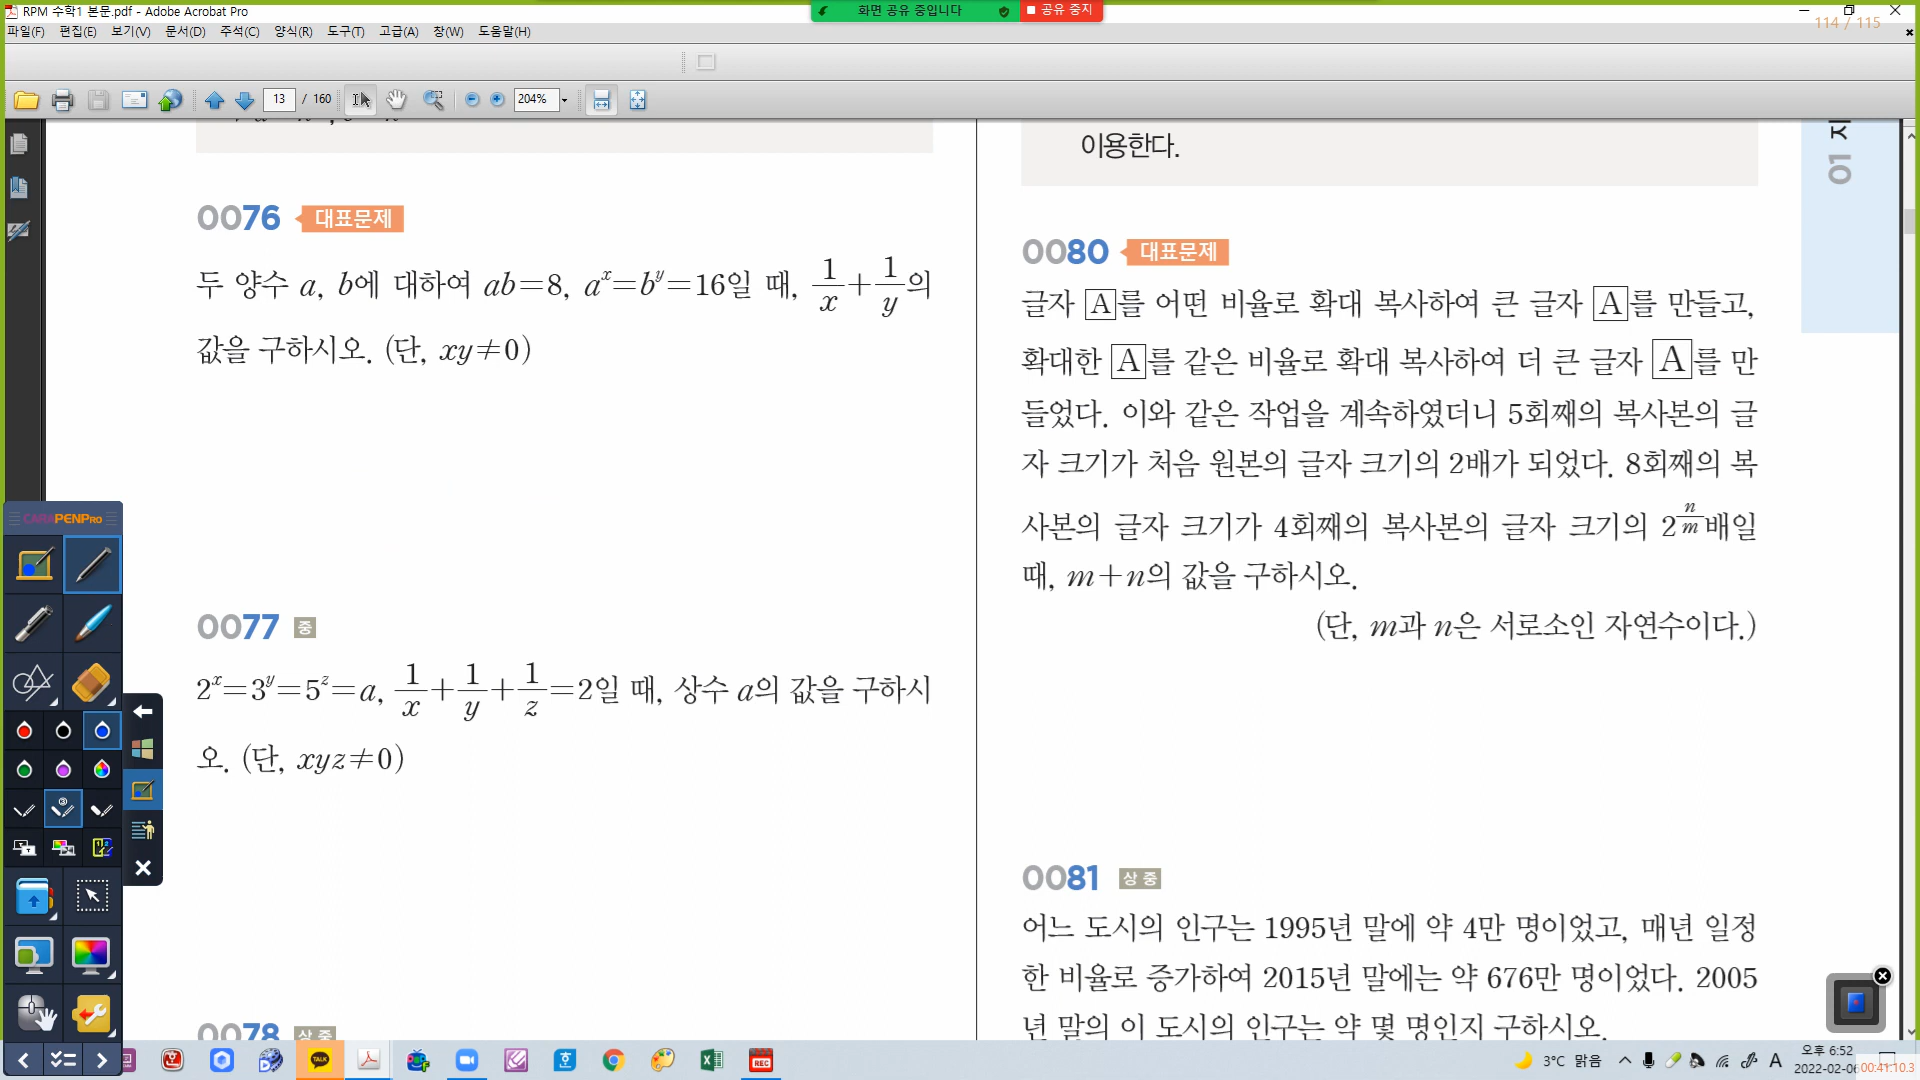 RPM 수학1 본문.pdf - Adobe Acrobat Pro
화면 공유 중입니다
공유 중지
114 / 115
파일(F) 편집(E) 보기(V) 문서(D) 주석(C) 양식(R) 도구(T) 고급(A) 창(W) 도움말(H)
13 / 160
204%
0076 대표문제
두 양수 a, b에 대하여 ab=8, a^x=b^y=16일 때, 1/x+1/y의
값을 구하시오. (단, xy≠0)
0077 중
2^x=3^y=5^z=a, 1/x+1/y+1/z=2일 때, 상수 a의 값을 구하시
오. (단, xyz≠0)
0078 상 중
이용한다.
01
0080 대표문제
글자 A를 어떤 비율로 확대 복사하여 큰 글자 A를 만들고,
확대한 A를 같은 비율로 확대 복사하여 더 큰 글자 A를 만
들었다. 이와 같은 작업을 계속하였더니 5회째의 복사본의 글
자 크기가 처음 원본의 글자 크기의 2배가 되었다. 8회째의 복
사본의 글자 크기가 4회째의 복사본의 글자 크기의 2^(n/m)배일
때, m+n의 값을 구하시오.
(단, m과 n은 서로소인 자연수이다.)
0081 상 중
어느 도시의 인구는 1995년 말에 약 4만 명이었고, 매년 일정
한 비율로 증가하여 2015년 말에는 약 676만 명이었다. 2005
년 말의 이 도시의 인구는 약 몇 명인지 구하시오.
PENPRO
TALK
REC
3°C 맑음
A
오후 6:52
2022-02-06
00:41:10.3